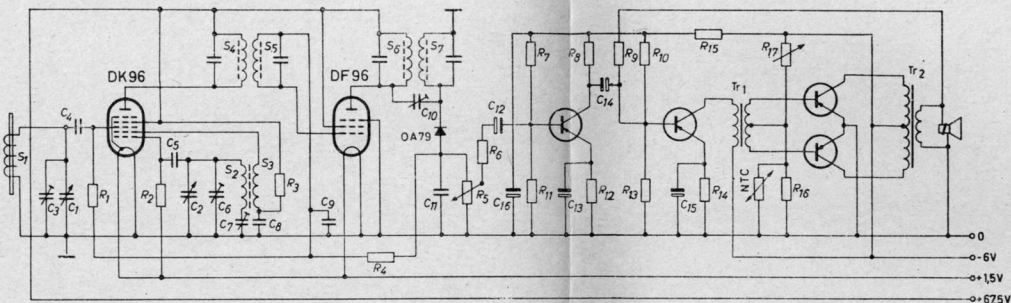 S4 S5 S6 S7
DK96 DF96
C4 C10 OA79
R7 R8 R9 R10 R15 R17
C12 C14
Tr1 Tr2
S1 C5 S2 S3 R3 R6
C3 C1 R1 R2 C2 C6 C7 C8 C9
C11 R5 C16 R11 C13 R12 R13 C15 R14 NTC R16
R4
0
-6V
+1,5V
+67,5V